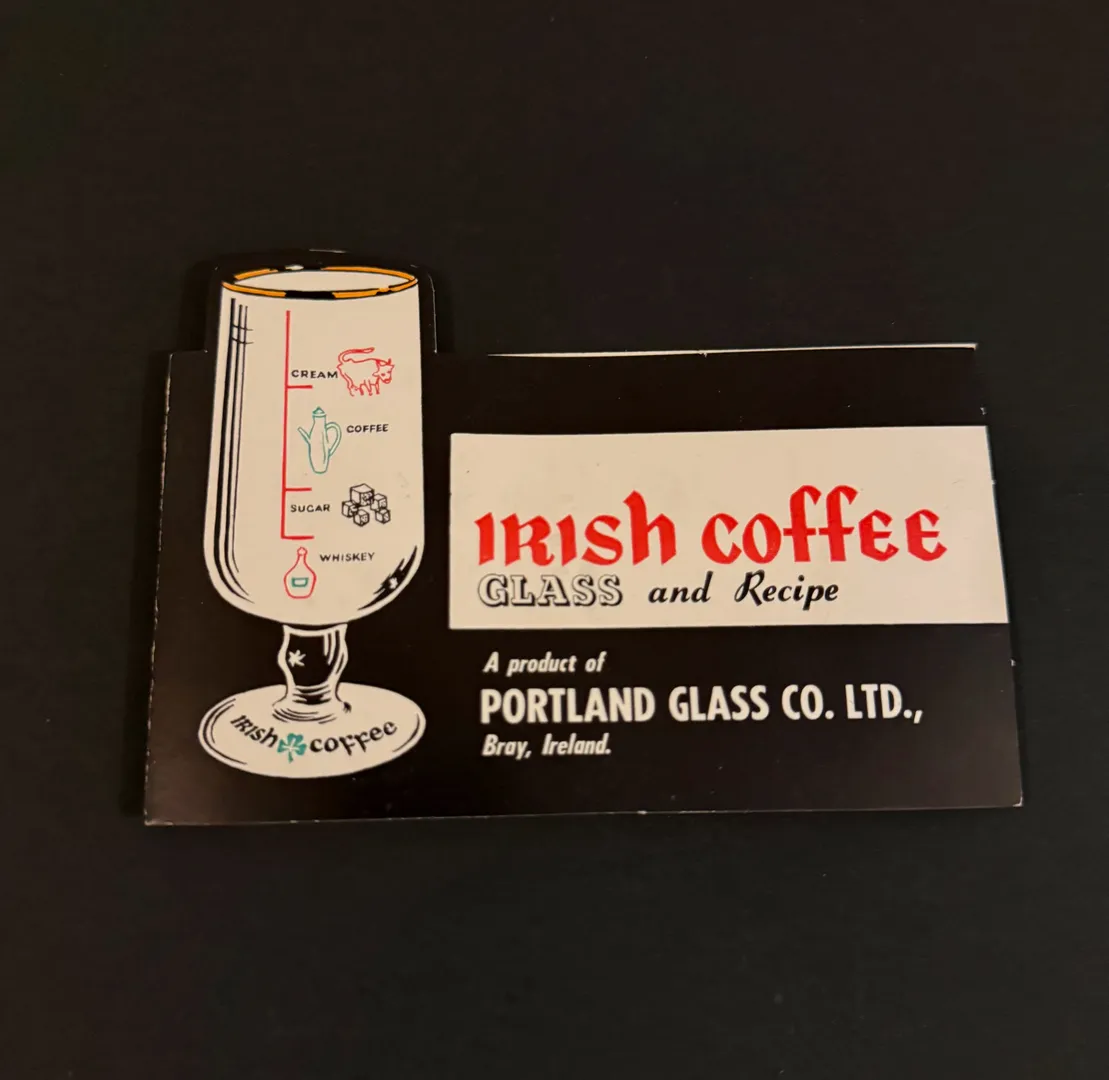 CREAM
COFFEE
SUGAR
WHISKEY
IRISH COFFEE
IRISH COFFEE
GLASS and Recipe
A product of
PORTLAND GLASS CO. LTD.,
Bray, Ireland.